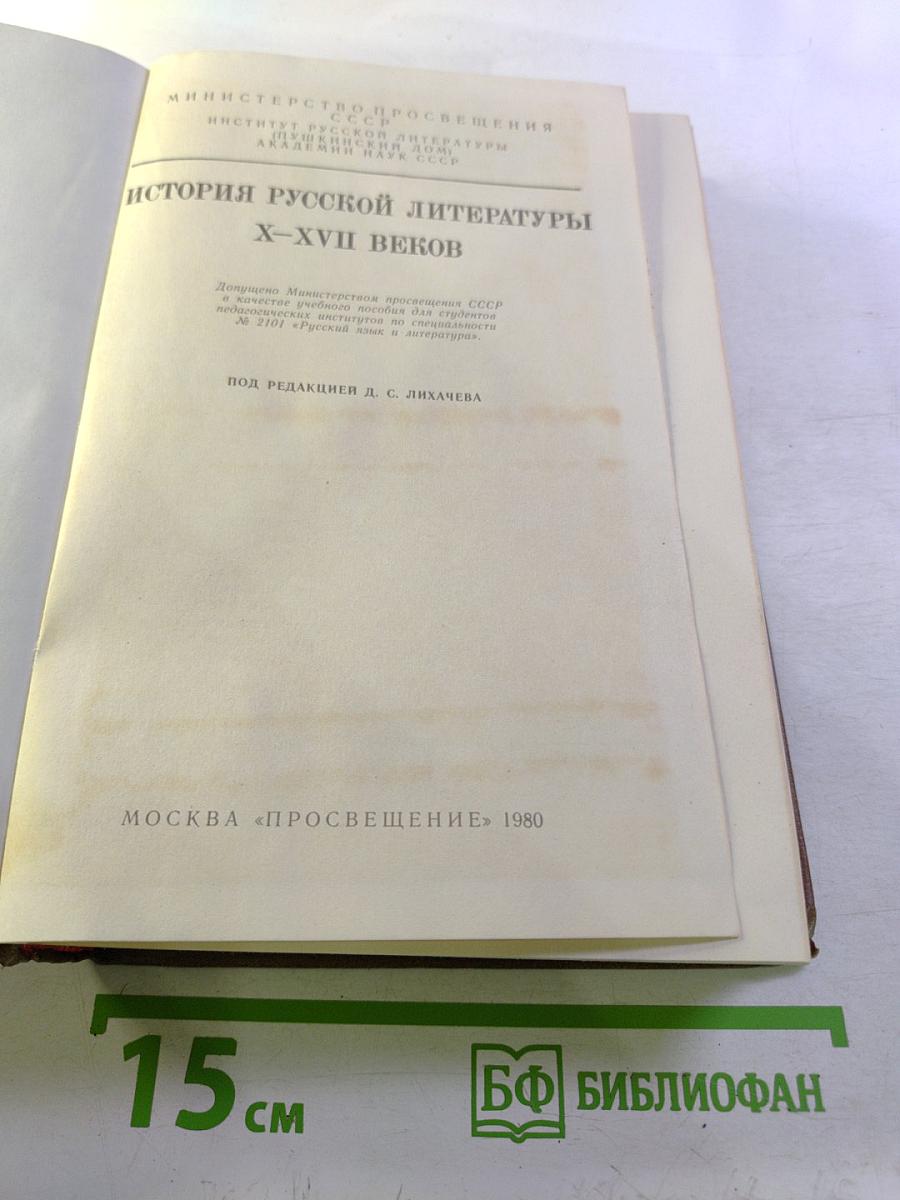 МИНИСТЕРСТВО ПРОСВЕЩЕНИЯ
СССР
ИНСТИТУТ РУССКОЙ ЛИТЕРАТУРЫ
(ПУШКИНСКИЙ ДОМ)
АКАДЕМИИ НАУК СССР
ИСТОРИЯ РУССКОЙ ЛИТЕРАТУРЫ
X—XVII ВЕКОВ
Допущено Министерством просвещения СССР
в качестве учебного пособия для студентов
педагогических институтов по специальности
№ 2101 «Русский язык и литература».
ПОД РЕДАКЦИЕЙ Д. С. ЛИХАЧЕВА
МОСКВА «ПРОСВЕЩЕНИЕ» 1980
15 см
БФ БИБЛИОФАН